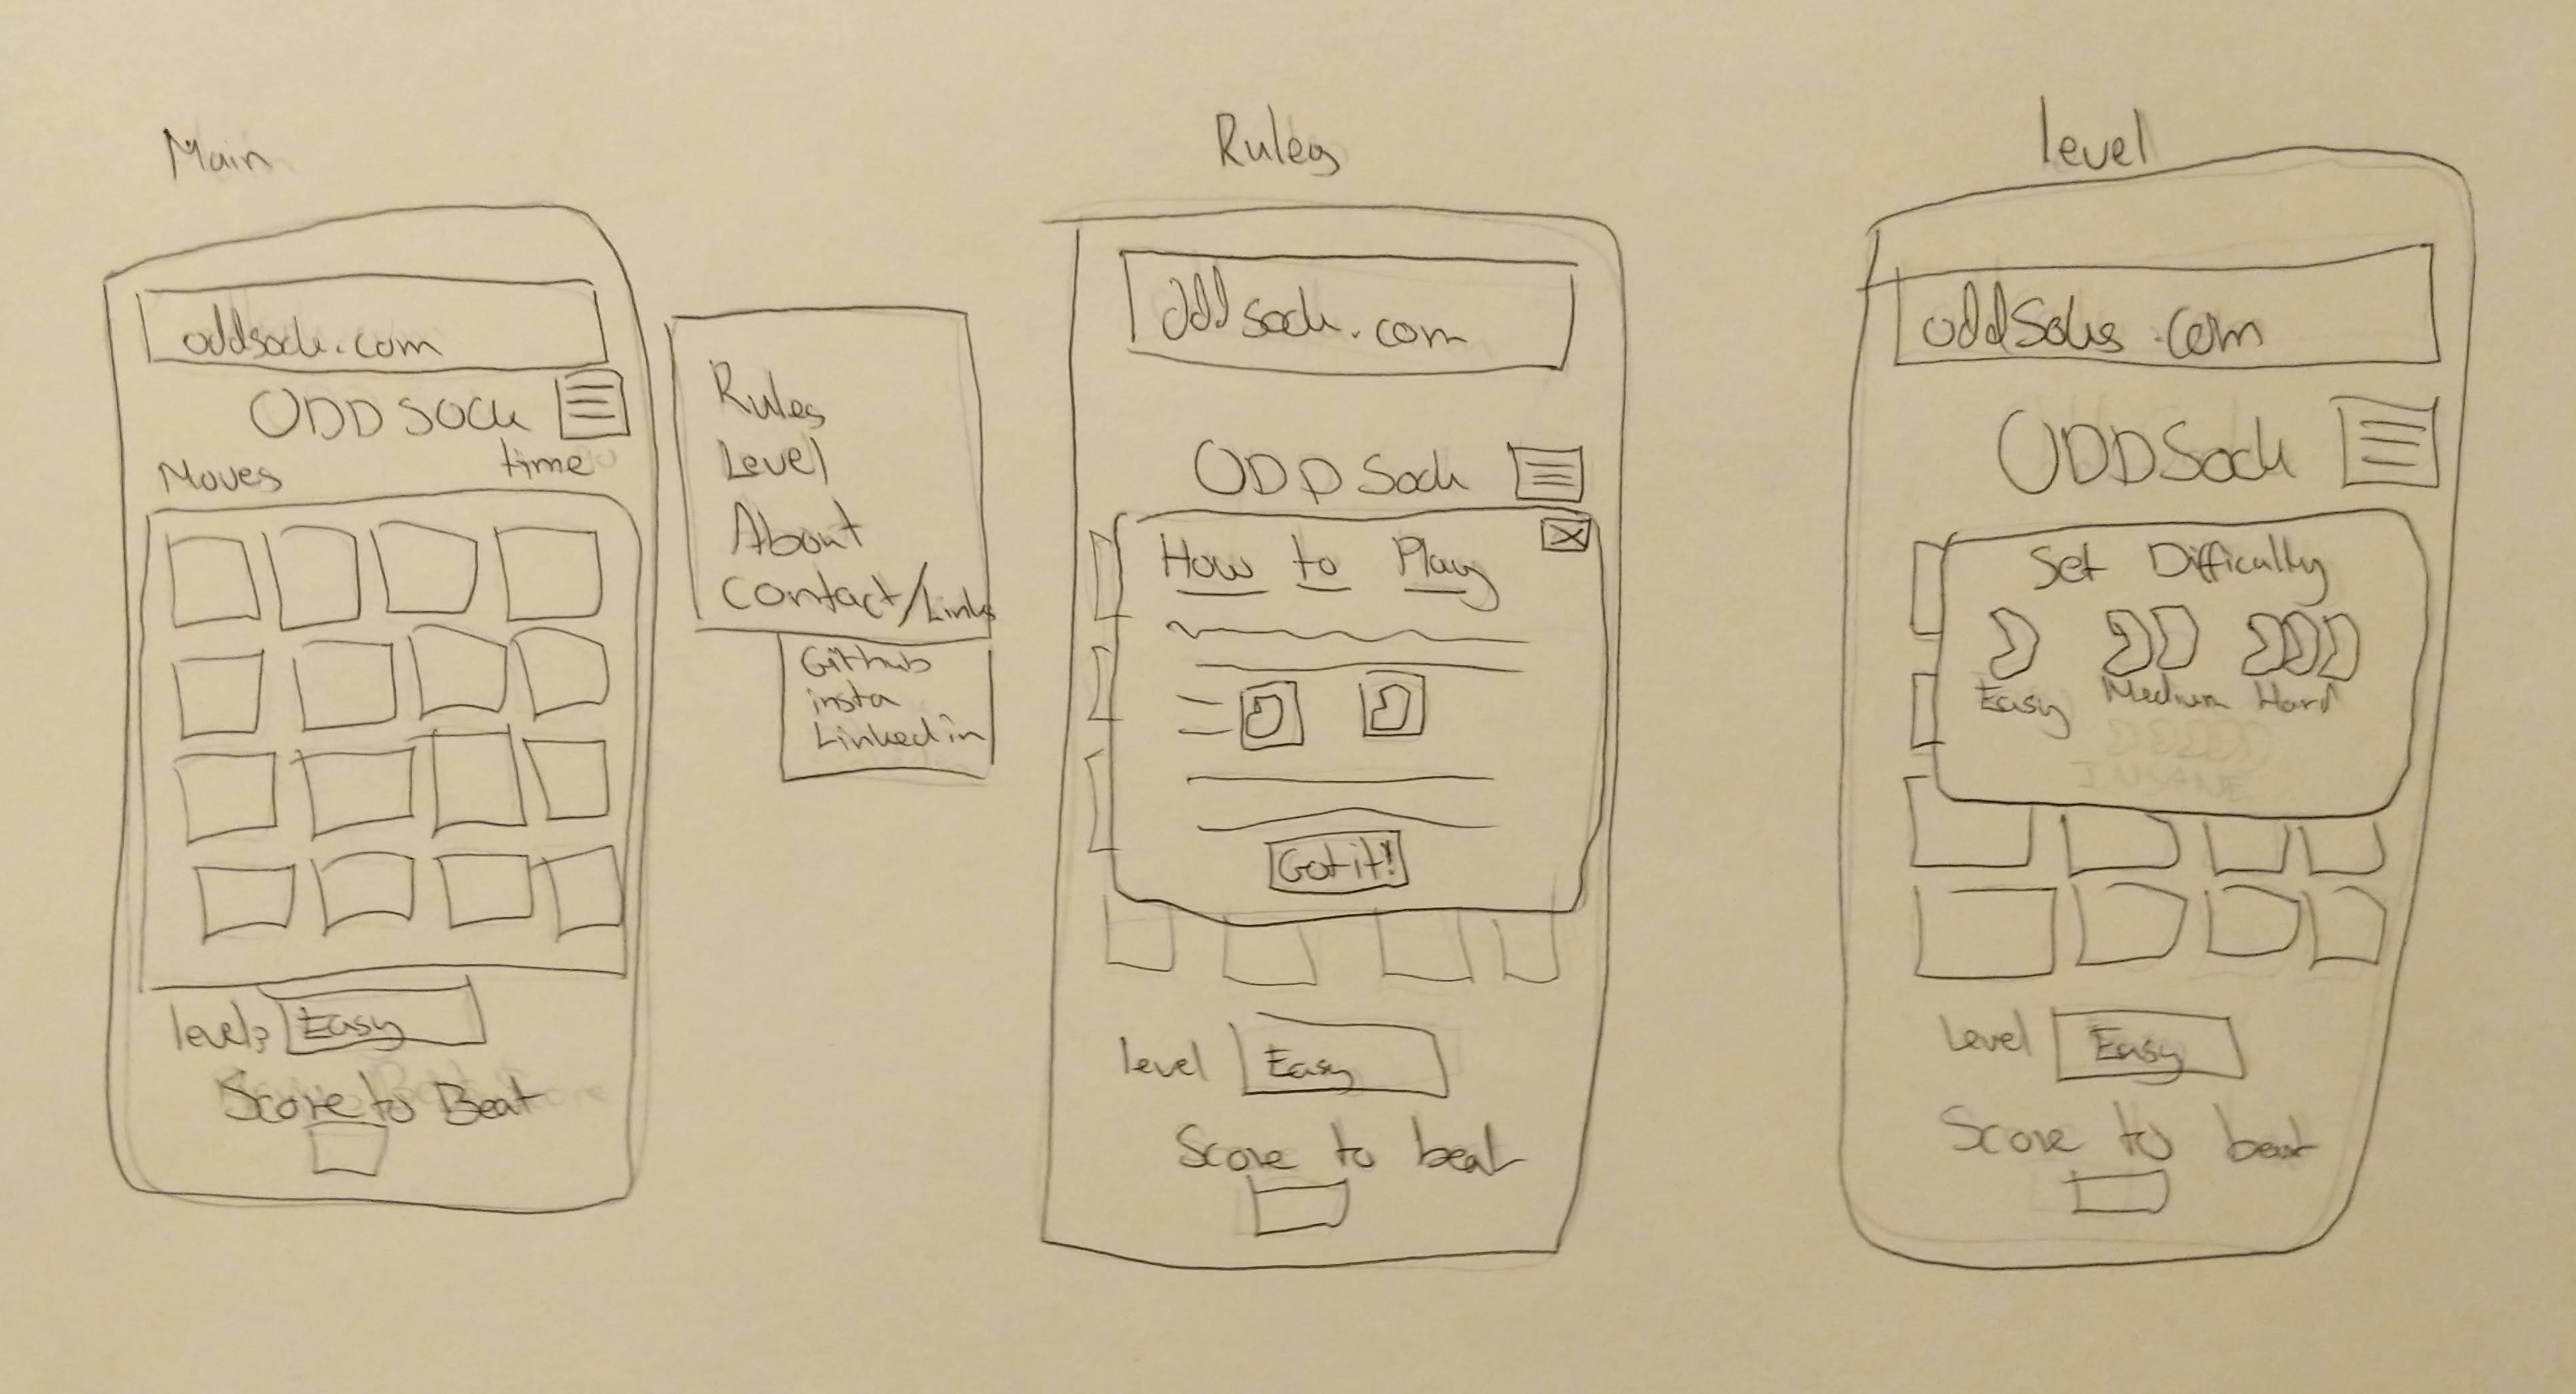 Main
oddsock.com
ODD SOCK
Moves time
level: Easy
Score to Beat
Rules
Level
About
Contact/Links
Github
insta
Linkedin
Rules
Oddsock.com
ODD Sock
How to Play
Got it!
level Easy
Score to beat
level
oddSoks.com
ODDSock
Set Difficulty
Easy Medium Hard
INSANE
Level Easy
Score to beat